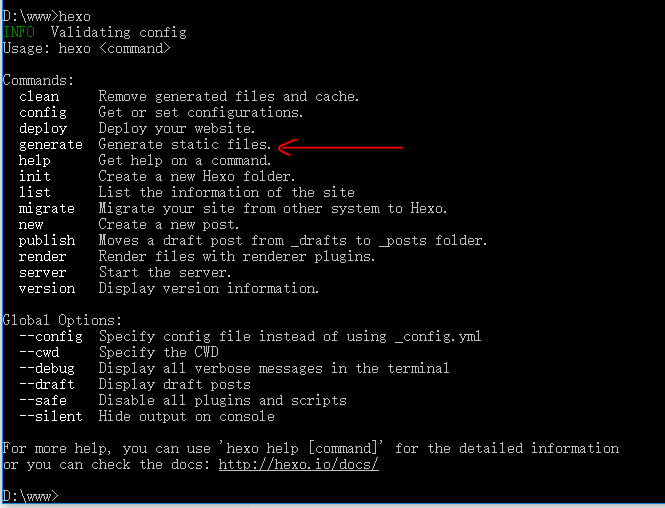 D:\www>hexo
INFO  Validating config
Usage: hexo <command>
Commands:
  clean     Remove generated files and cache.
  config    Get or set configurations.
  deploy    Deploy your website.
  generate  Generate static files.
  help      Get help on a command.
  init      Create a new Hexo folder.
  list      List the information of the site
  migrate   Migrate your site from other system to Hexo.
  new       Create a new post.
  publish   Moves a draft post from _drafts to _posts folder.
  render    Render files with renderer plugins.
  server    Start the server.
  version   Display version information.
Global Options:
  --config  Specify config file instead of using _config.yml
  --cwd     Specify the CWD
  --debug   Display all verbose messages in the terminal
  --draft   Display draft posts
  --safe    Disable all plugins and scripts
  --silent  Hide output on console
For more help, you can use 'hexo help [command]' for the detailed information
or you can check the docs: http://hexo.io/docs/
D:\www>